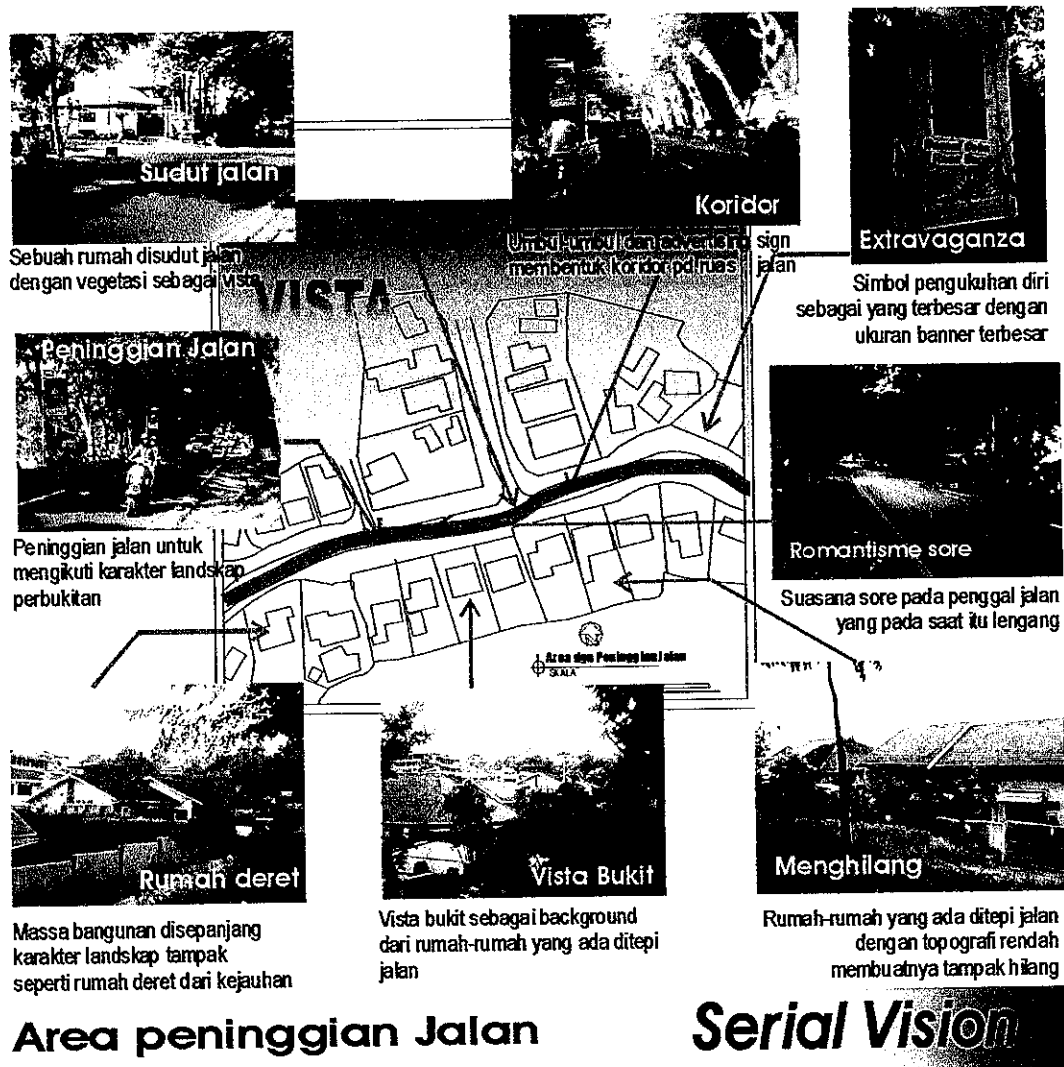 Sudut jalan
Sebuah rumah disudut jalan
dengan vegetasi sebagai vista
Koridor
Umbul-umbul dan advertising sign
membentuk koridor pd ruas jalan
Extravaganza
Simbol pengukuhan diri
sebagai yang terbesar dengan
ukuran banner terbesar
VISTA
Peninggian Jalan
Peninggian jalan untuk
mengikuti karakter landskap
perbukitan
Romantisme sore
Suasana sore pada penggal jalan
yang pada saat itu lengang
Area dgn Peninggian Jalan
SKALA
Rumah deret
Massa bangunan disepanjang
karakter landskap tampak
seperti rumah deret dari kejauhan
Vista Bukit
Vista bukit sebagai background
dari rumah-rumah yang ada ditepi
jalan
Menghilang
Rumah-rumah yang ada ditepi jalan
dengan topografi rendah
membuatnya tampak hilang
Area peninggian Jalan
Serial Vision